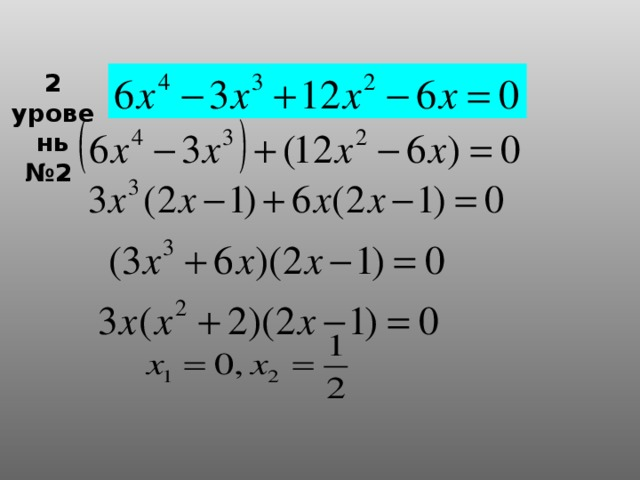 2
урове
нь
№2
6x⁴ − 3x³ + 12x² − 6x = 0
(6x⁴ − 3x³) + (12x² − 6x) = 0
3x³(2x − 1) + 6x(2x − 1) = 0
(3x³ + 6x)(2x − 1) = 0
3x(x² + 2)(2x − 1) = 0
x₁ = 0, x₂ = 1/2